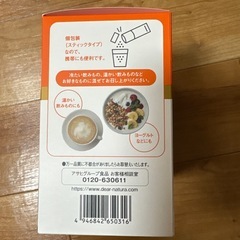 個包装
(スティックタイプ)
なので、
携帯にも便利です。
冷たい飲みもの、温かい飲みものなど
お好きなものに混ぜてお召し上がりください。
温かい
飲みものに
ヨーグルト
などにも
アサヒグループ食品 お客様相談室
0120-630611
https://www.dear-natura.com
4 946842 650316